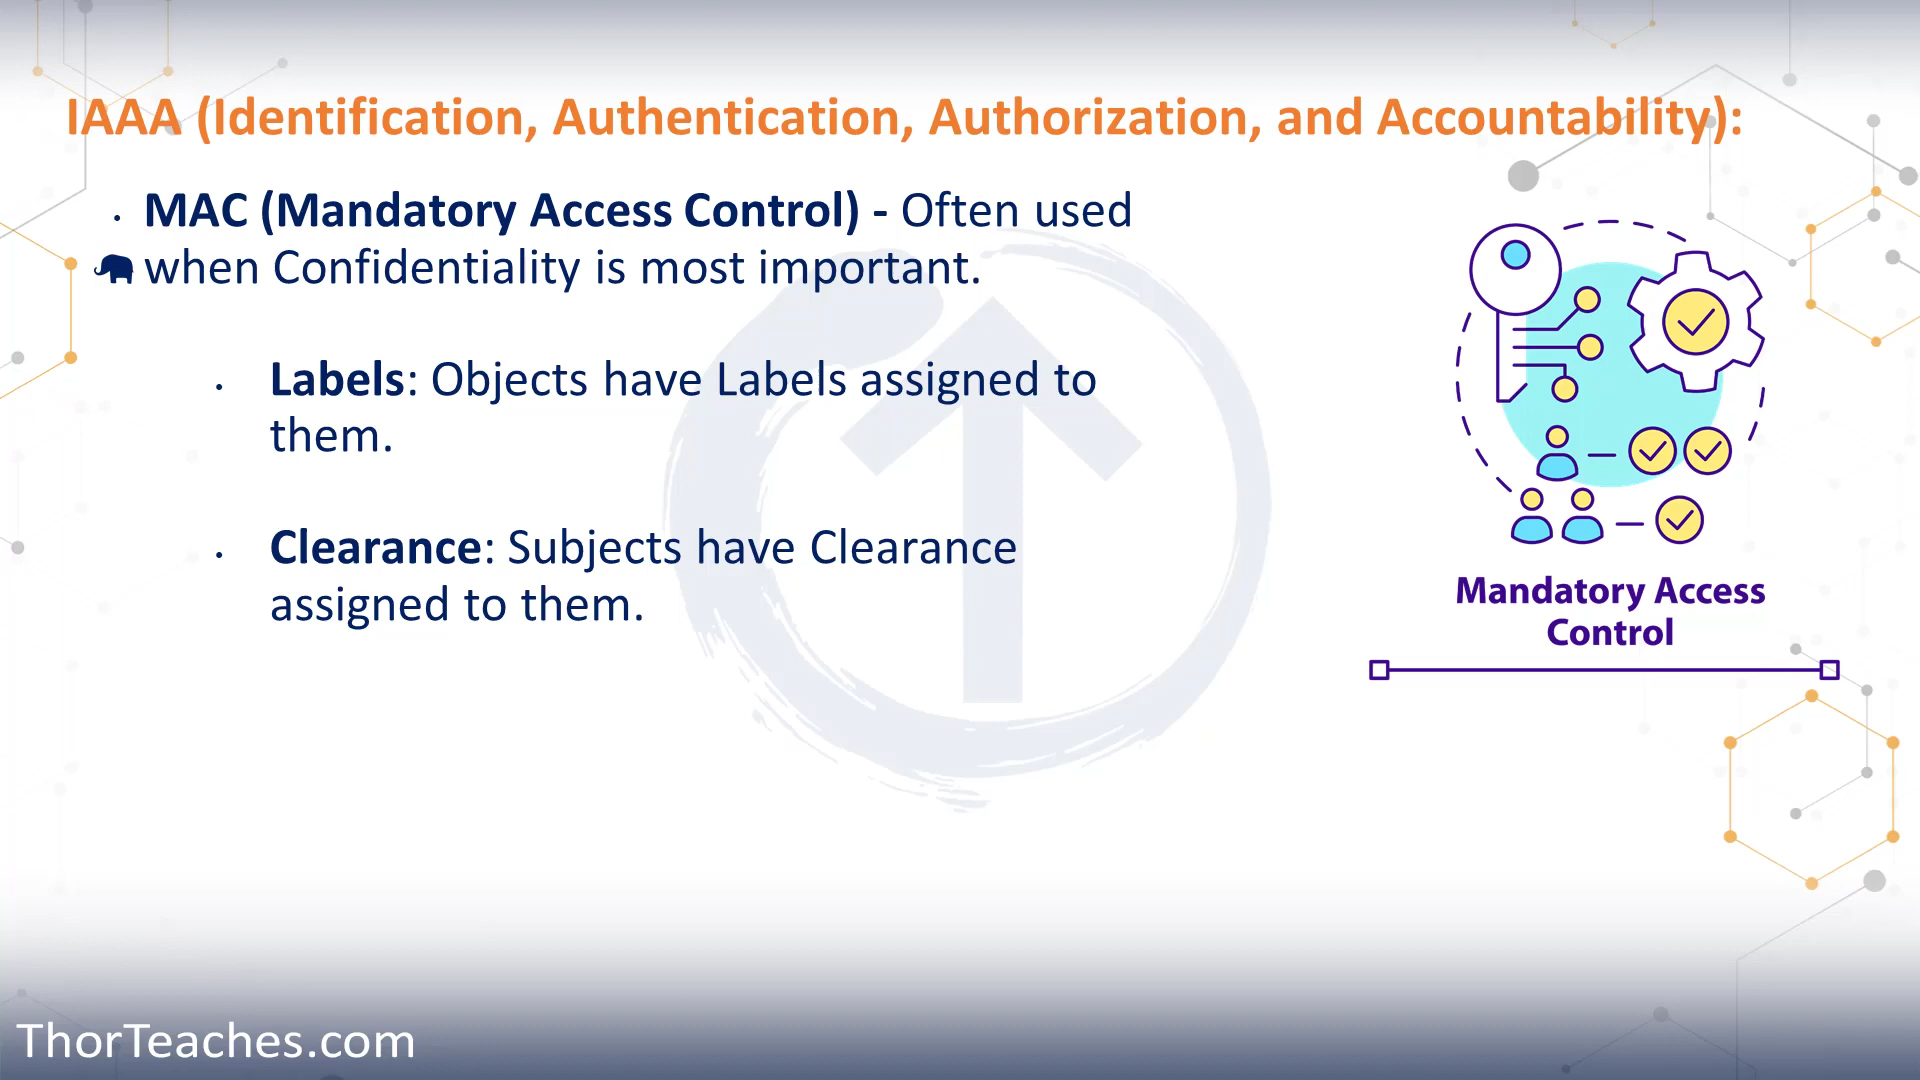 IAAA (Identification, Authentication, Authorization, and Accountability):
• MAC (Mandatory Access Control) - Often used
when Confidentiality is most important.
• Labels: Objects have Labels assigned to
them.
• Clearance: Subjects have Clearance
assigned to them.
Mandatory Access
Control
ThorTeaches.com